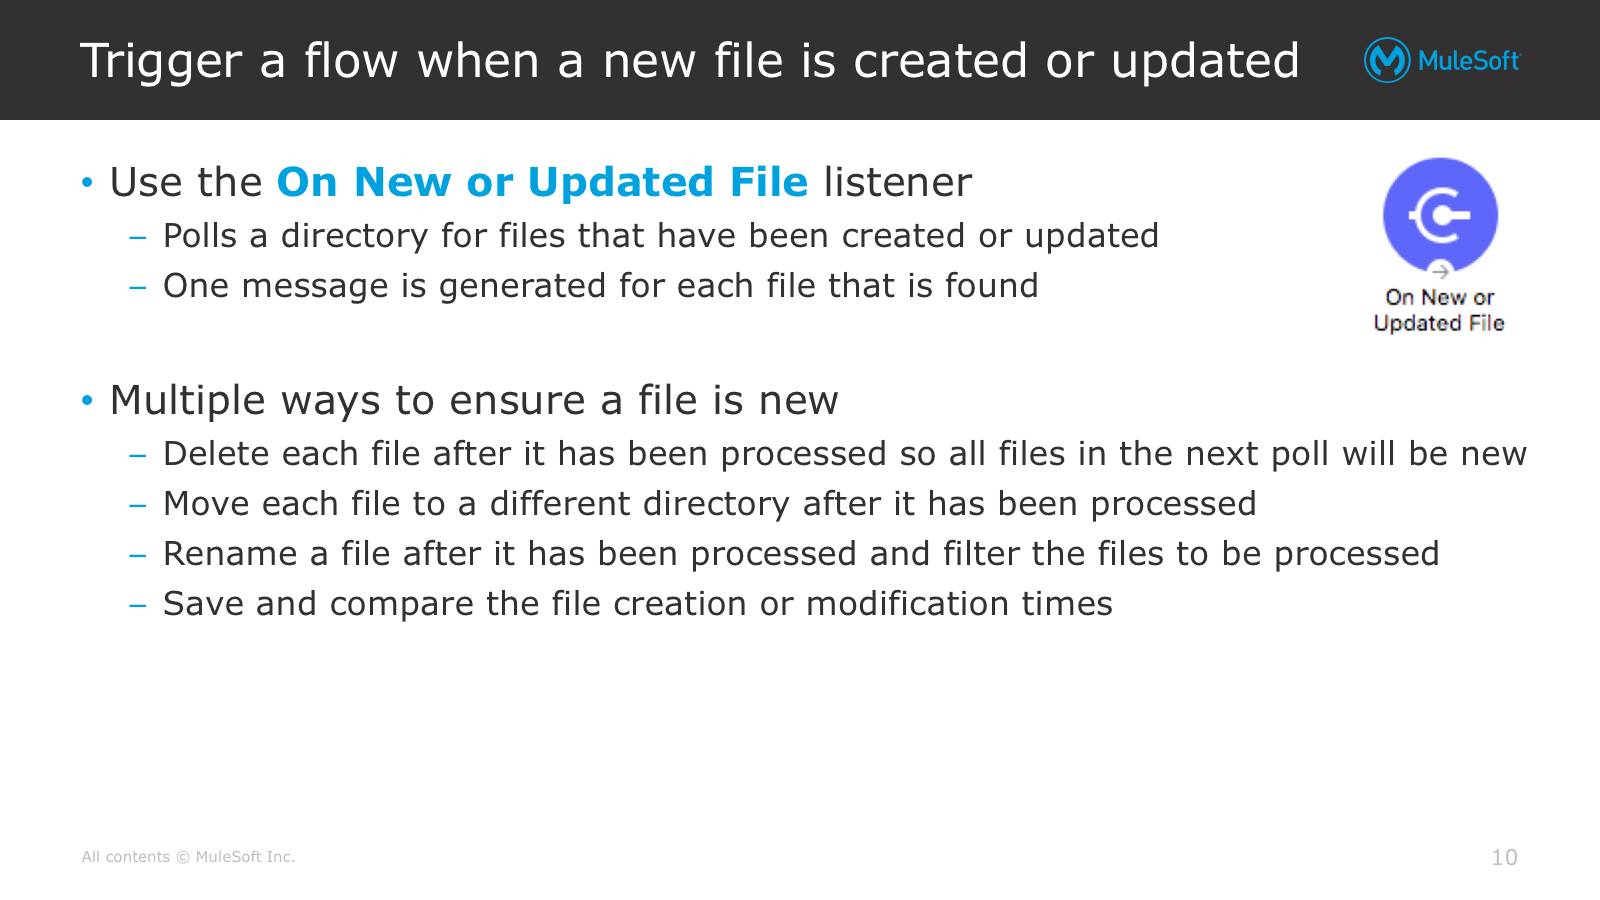 Trigger a flow when a new file is created or updated
MuleSoft
• Use the On New or Updated File listener
– Polls a directory for files that have been created or updated
– One message is generated for each file that is found
On New or
Updated File
• Multiple ways to ensure a file is new
– Delete each file after it has been processed so all files in the next poll will be new
– Move each file to a different directory after it has been processed
– Rename a file after it has been processed and filter the files to be processed
– Save and compare the file creation or modification times
All contents © MuleSoft Inc.
10